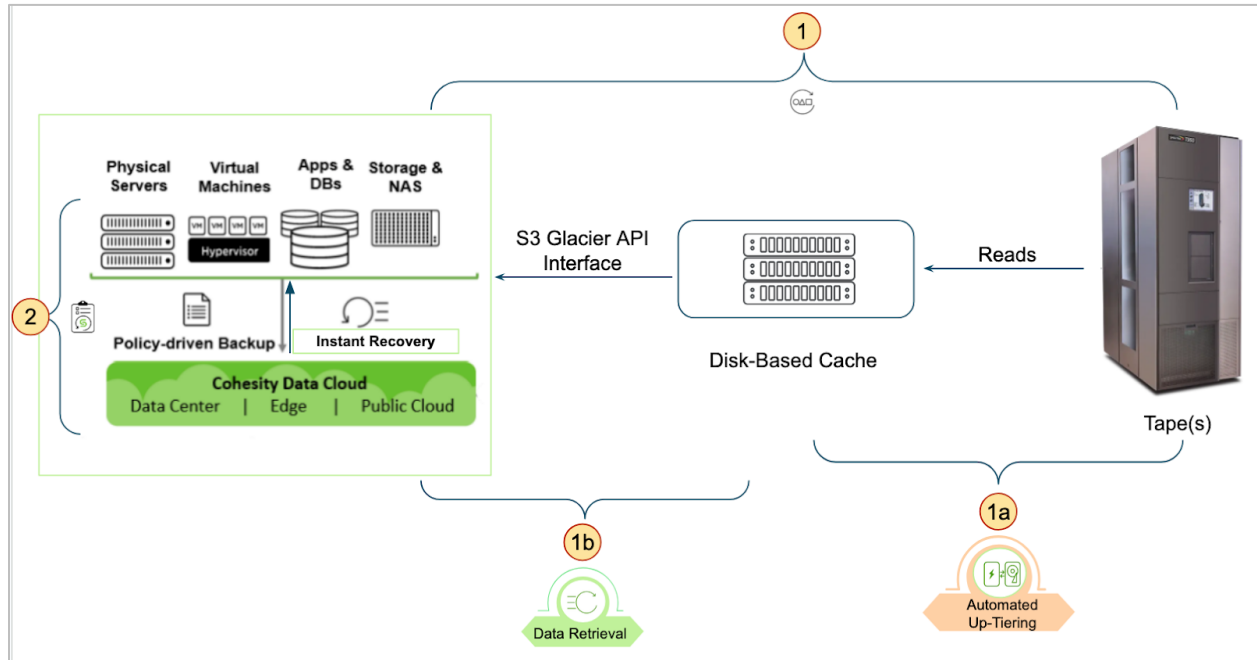 1
Physical
Servers
Virtual
Machines
Apps &
DBs
Storage &
NAS
VM VM VM VM
Hypervisor
2
Policy-driven Backup
Instant Recovery
Cohesity Data Cloud
Data Center | Edge | Public Cloud
S3 Glacier API
Interface
Disk-Based Cache
Reads
Tape(s)
1b
Data Retrieval
1a
Automated
Up-Tiering